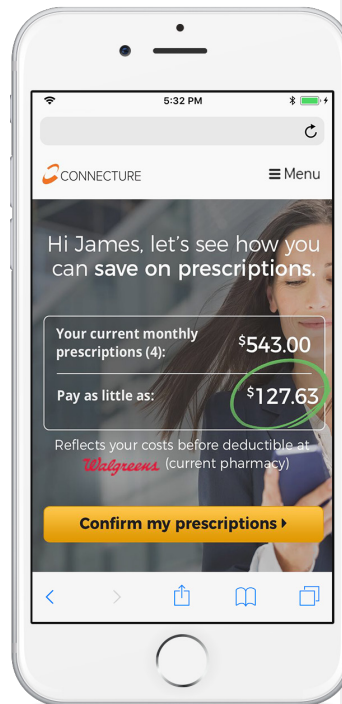 5:32 PM
CONNECTURE
Menu
Hi James, let's see how you
can save on prescriptions.
Your current monthly
prescriptions (4):
$543.00
Pay as little as:
$127.63
Reflects your costs before deductible at
Walgreens (current pharmacy)
Confirm my prescriptions